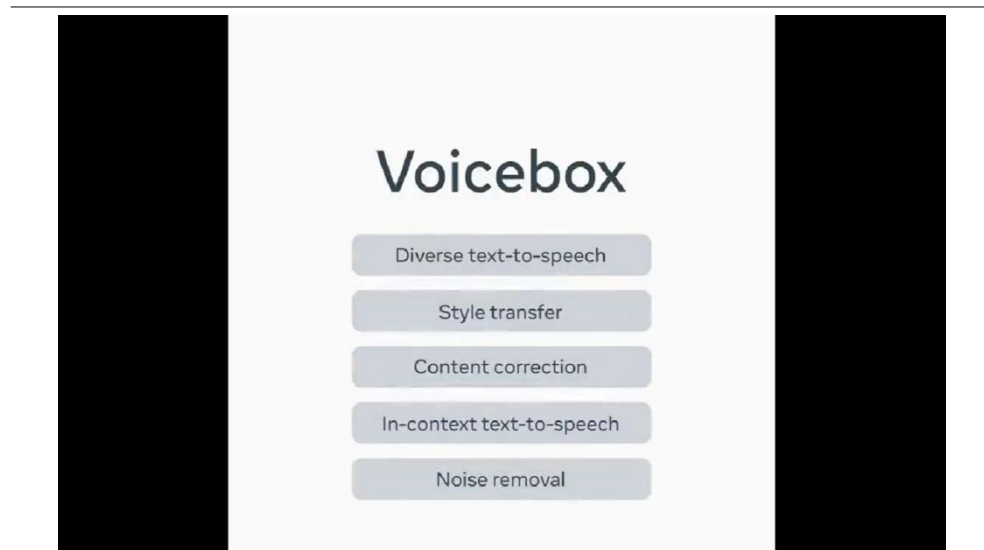 Voicebox
Diverse text-to-speech
Style transfer
Content correction
In-context text-to-speech
Noise removal